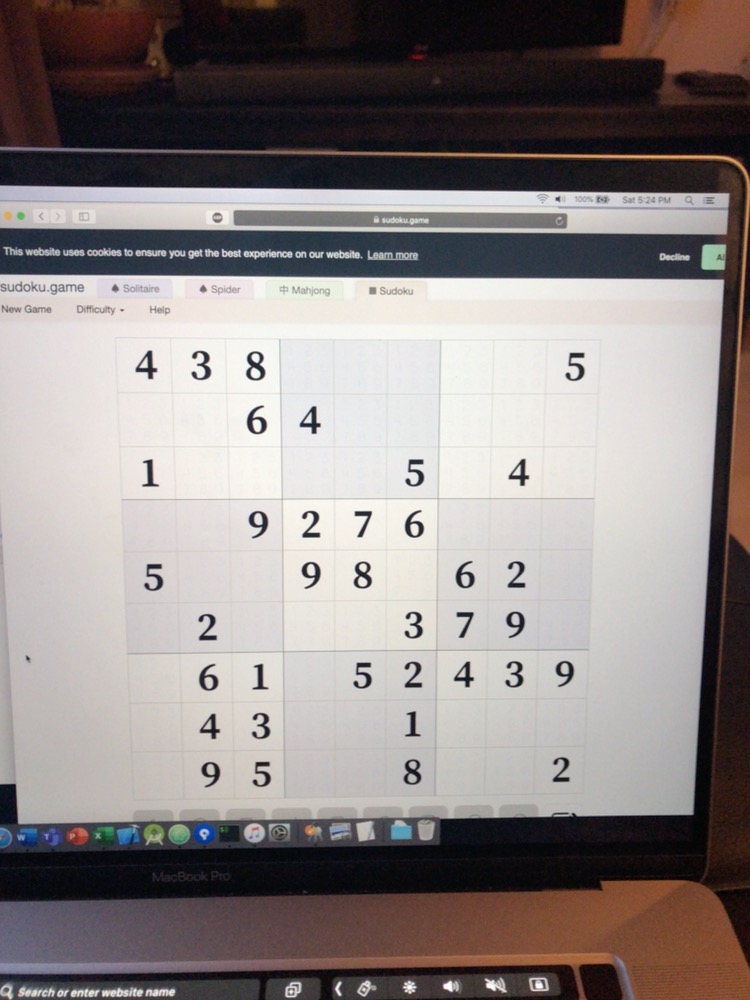 100% Sat 5:24 PM
ABP sudoku.game
This website uses cookies to ensure you get the best experience on our website. Learn more Decline Al
sudoku.game Solitaire Spider 中 Mahjong Sudoku
New Game Difficulty Help
4 3 8 5
6 4
1 5 4
9 2 7 6
5 9 8 6 2
2 3 7 9
6 1 5 2 4 3 9
4 3 1
9 5 8 2
MacBook Pro
Search or enter website name